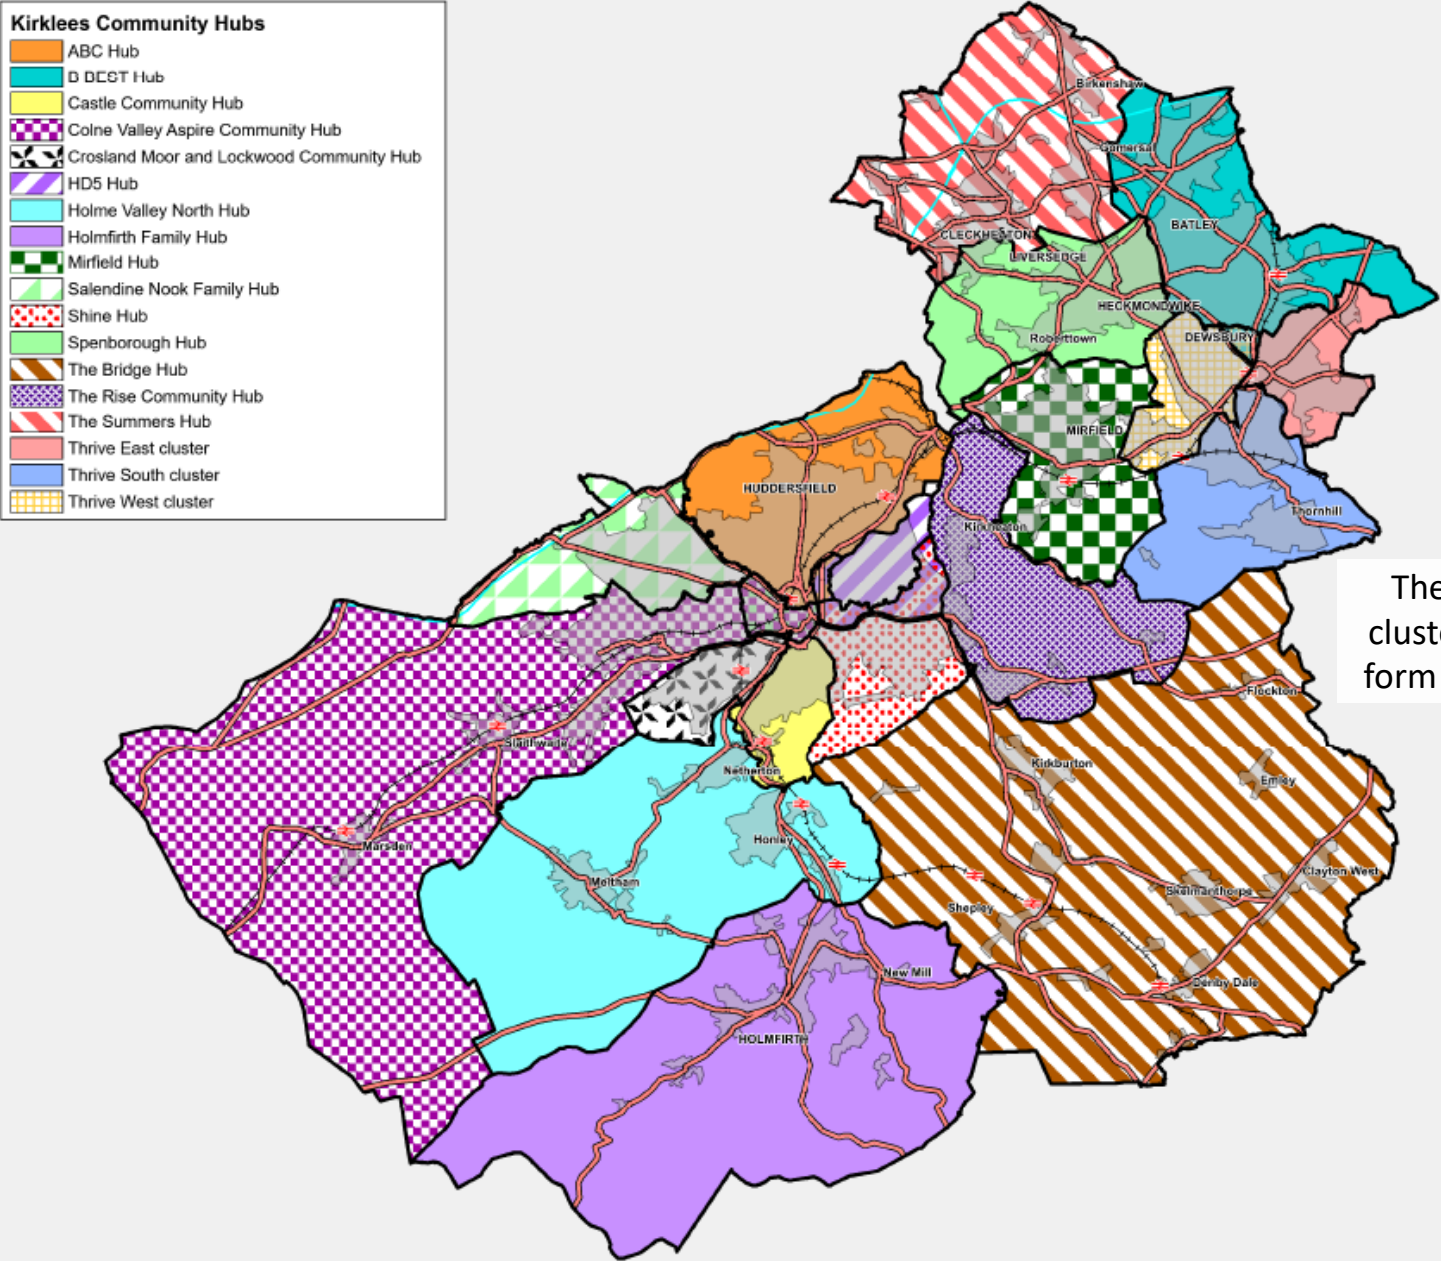 Kirklees Community Hubs
ABC Hub
B BEST Hub
Castle Community Hub
Colne Valley Aspire Community Hub
Crosland Moor and Lockwood Community Hub
HD5 Hub
Holme Valley North Hub
Holmfirth Family Hub
Mirfield Hub
Salendine Nook Family Hub
Shine Hub
Spenborough Hub
The Bridge Hub
The Rise Community Hub
The Summers Hub
Thrive East cluster
Thrive South cluster
Thrive West cluster
Birkenshaw
Gomersal
BATLEY
CLECKHEATON
LIVERSEDGE
HECKMONDWIKE
Roberttown
DEWSBURY
MIRFIELD
HUDDERSFIELD
Thornhill
Kirkheaton
The
cluste
form
Flockton
Slaithwaite
Kirkburton
Netherton
Emley
Honley
Marsden
Clayton West
Meltham
Skelmanthorpe
Shepley
New Mill
Denby Dale
HOLMFIRTH